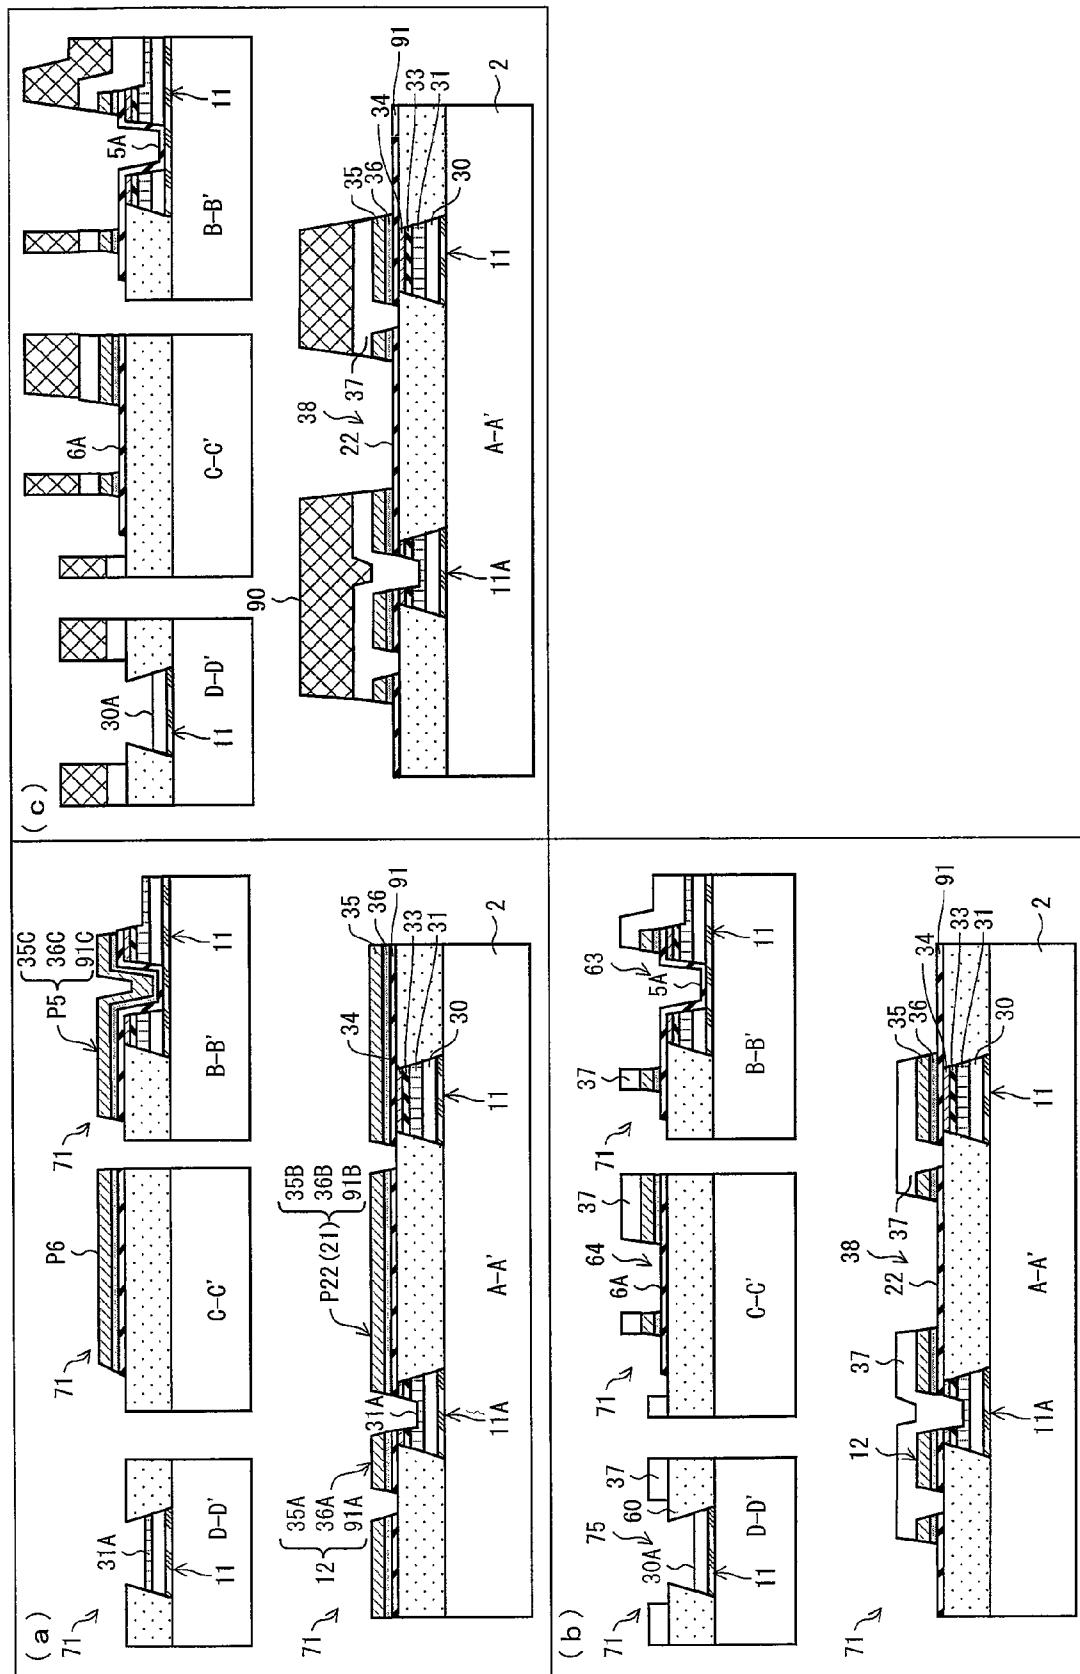 (a)
71
31A
11
D-D'
71
P6
C-C'
71
P5
35C
36C
91C
11
B-B'
71
12
35A
36A
91A
31A
11A
P22(21)
35B
36B
91B
34
35
36
91
33
31
30
11
2
A-A'
(b)
71
75
30A
60
37
11
D-D'
71
6A
64
37
C-C'
71
37
63
5A
11
B-B'
71
12
37
11A
22
38
37
35
36
34
91
33
31
30
11
2
A-A'
(c)
30A
11
D-D'
6A
C-C'
5A
11
B-B'
90
11A
22
38
37
35
36
34
91
33
31
30
11
2
A-A'